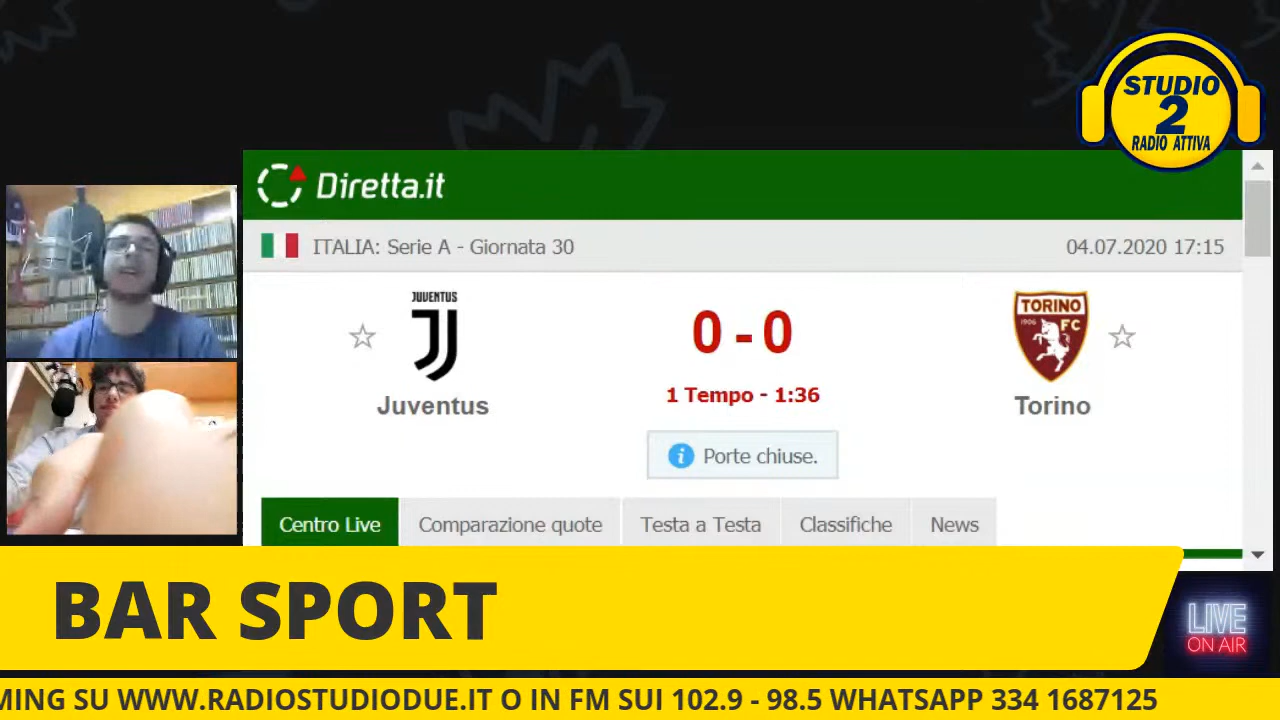 STUDIO
2
RADIO ATTIVA
Diretta.it
ITALIA: Serie A - Giornata 30
04.07.2020 17:15
JUVENTUS
TORINO
1906 FC
0 - 0
1 Tempo - 1:36
Juventus
Torino
Porte chiuse.
Centro Live
Comparazione quote
Testa a Testa
Classifiche
News
BAR SPORT
LIVE
ON AIR
MING SU WWW.RADIOSTUDIODUE.IT O IN FM SUI 102.9 - 98.5 WHATSAPP 334 1687125